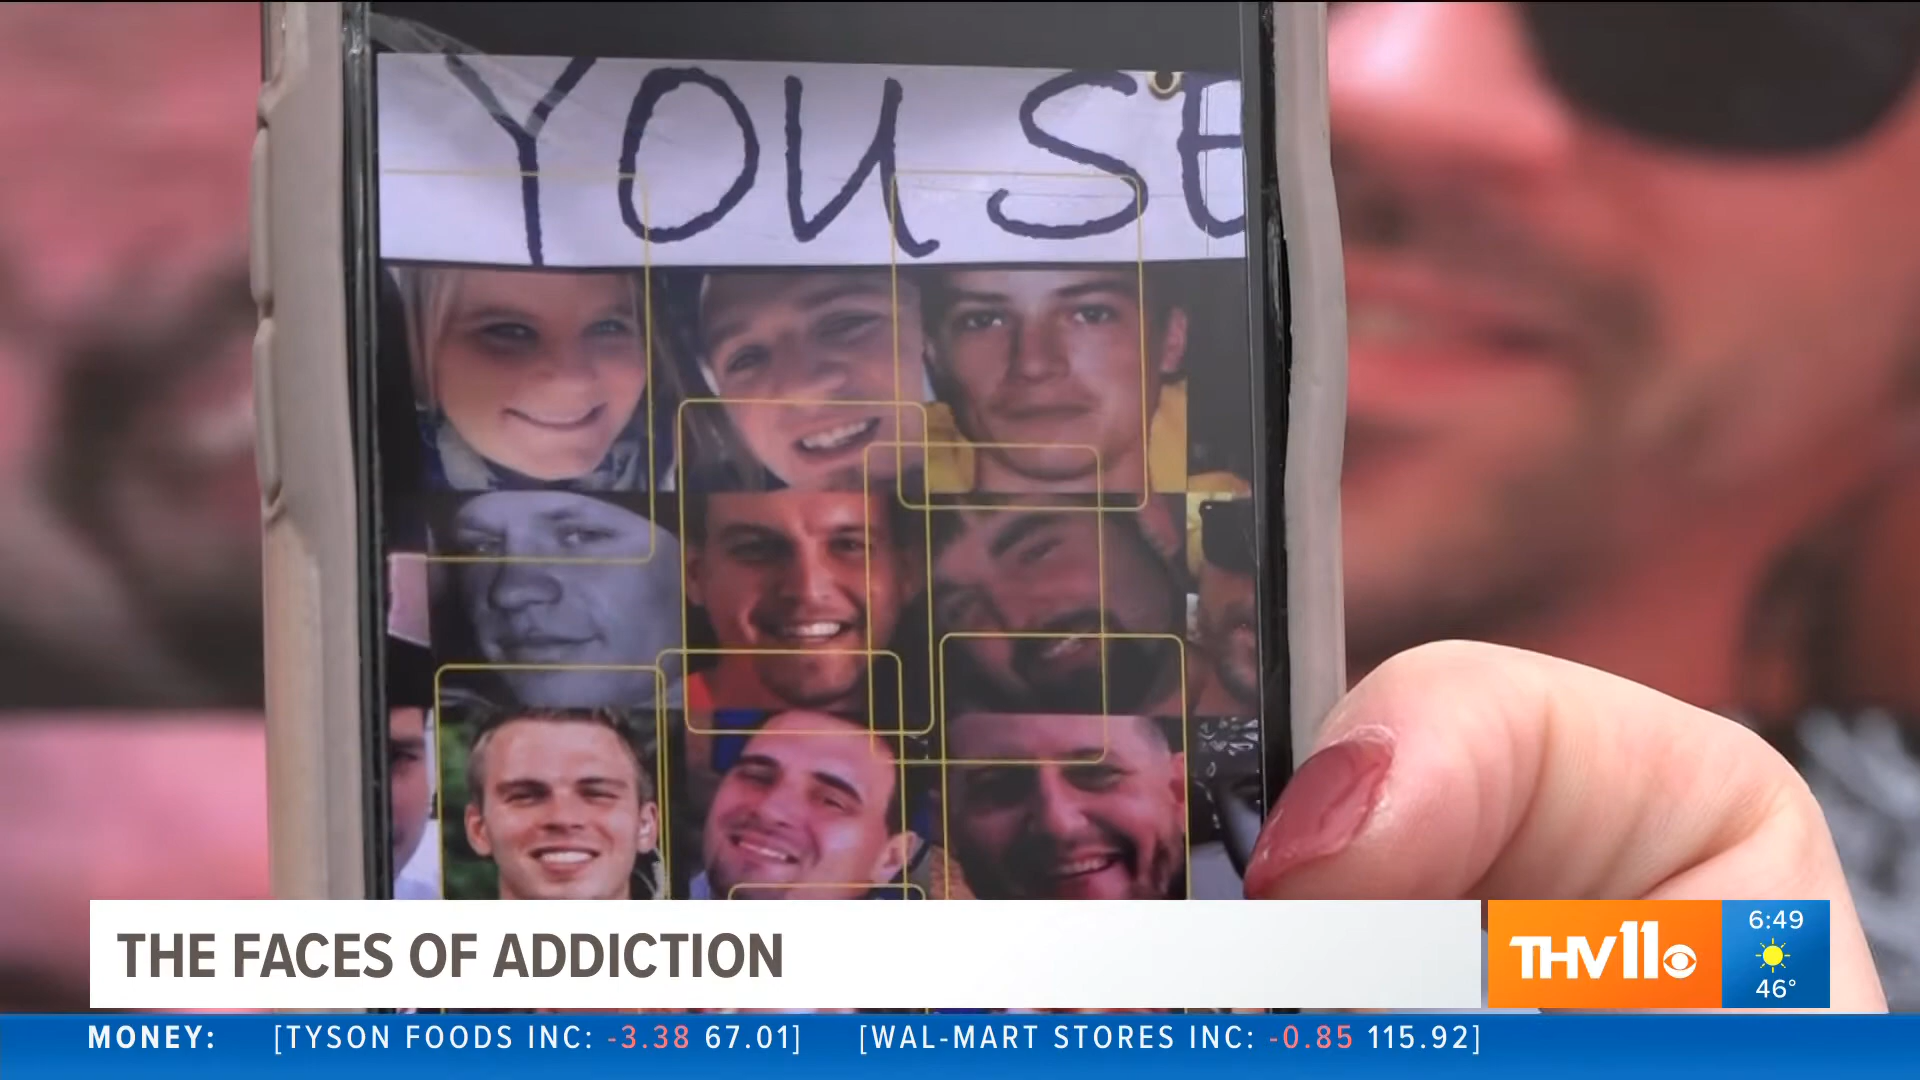 YOU SE
THE FACES OF ADDICTION
THV11
6:49
46°
MONEY: [TYSON FOODS INC: -3.38 67.01] [WAL-MART STORES INC: -0.85 115.92]